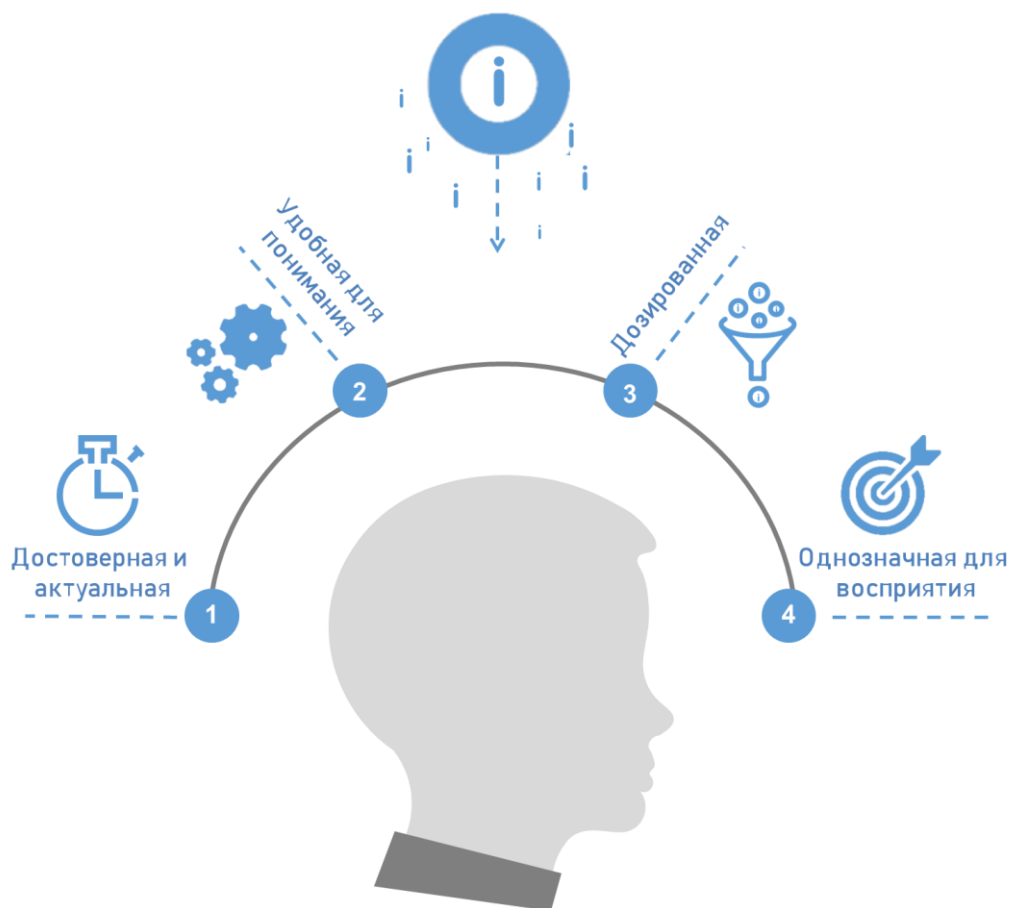 i
i
i
i
i
i
i
i
i
Удобная для
понимания
Дозированная
i
i
i
i
i
2
3
Достоверная и
актуальная
Однозначная для
восприятия
1
4